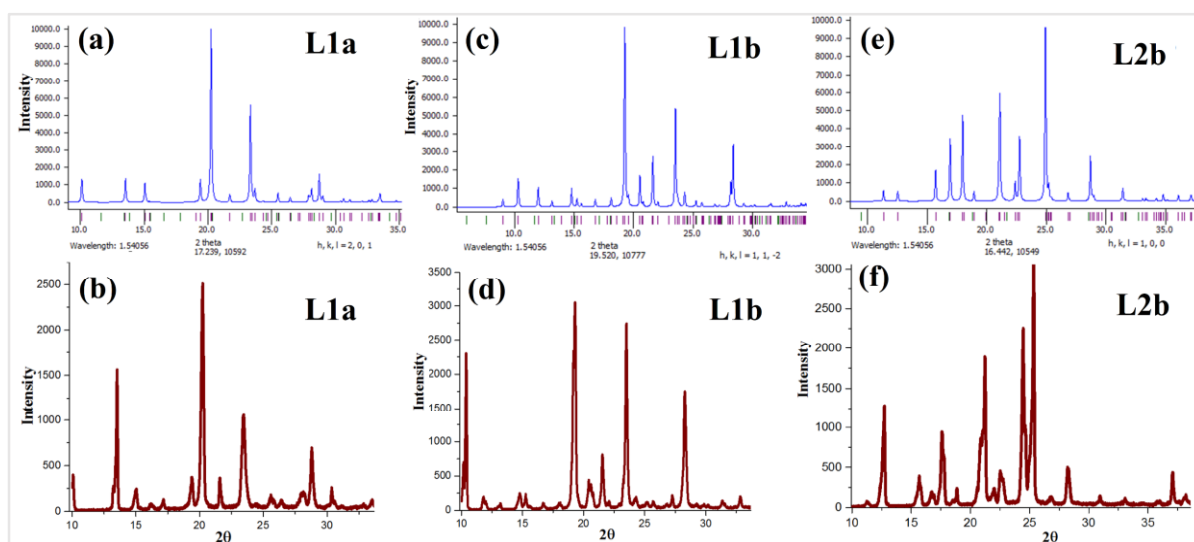 (a)
L1a
Intensity
10000.0
9000.0
8000.0
7000.0
6000.0
5000.0
4000.0
3000.0
2000.0
1000.0
0.0
10.0 15.0 20.0 25.0 30.0 35.0
Wavelength: 1.54056
2 theta
17.239, 10592
h, k, l = 2, 0, 1
(c)
L1b
Intensity
10000.0
9000.0
8000.0
7000.0
6000.0
5000.0
4000.0
3000.0
2000.0
1000.0
0.0
10.0 15.0 20.0 25.0 30.0
Wavelength: 1.54056
2 theta
19.520, 10777
h, k, l = 1, 1, -2
(e)
L2b
Intensity
10000.0
9000.0
8000.0
7000.0
6000.0
5000.0
4000.0
3000.0
2000.0
1000.0
0.0
10.0 15.0 20.0 25.0 30.0 35.0
Wavelength: 1.54056
2 theta
16.442, 10549
h, k, l = 1, 0, 0
(b)
L1a
Intensity
2500
2000
1500
1000
500
0
10 15 20 25 30
2θ
(d)
L1b
Intensity
3500
3000
2500
2000
1500
1000
500
0
10 15 20 25 30
2θ
(f)
L2b
Intensity
3000
2500
2000
1500
1000
500
0
10 15 20 25 30 35
2θ